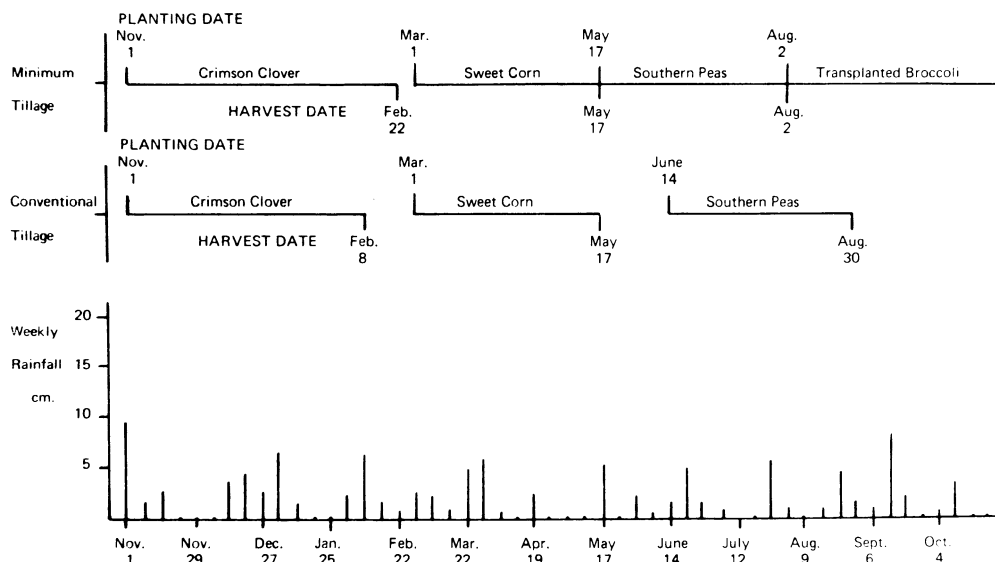 PLANTING DATE
Nov. Mar. May Aug.
1 1 17 2
Minimum Crimson Clover Sweet Corn Southern Peas Transplanted Broccoli
Tillage HARVEST DATE Feb. May Aug.
22 17 2
PLANTING DATE
Nov. Mar. June
1 1 14
Conventional Crimson Clover Sweet Corn Southern Peas
Tillage HARVEST DATE Feb. May Aug.
8 17 30
20
Weekly
Rainfall 15
cm.
10
5
Nov. Nov. Dec. Jan. Feb. Mar. Apr. May June July Aug. Sept. Oct.
1 29 27 25 22 22 19 17 14 12 9 6 4